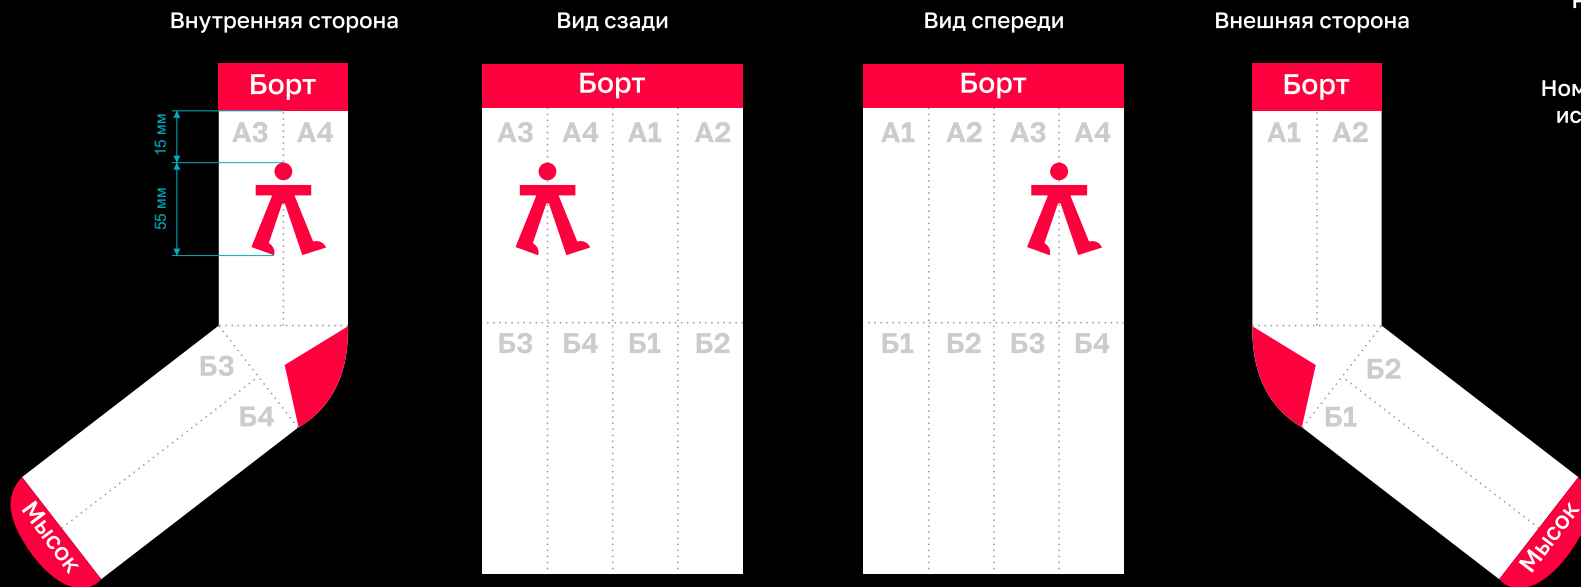 Внутренняя сторона
Вид сзади
Вид спереди
Внешняя сторона
Борт
Борт
Борт
Борт
А3 А4
А3 А4 А1 А2
А1 А2 А3 А4
А1 А2
15 мм
55 мм
Б3
Б4
Б3 Б4 Б1 Б2
Б1 Б2 Б3 Б4
Б2
Б1
Мысок
Мысок
Ном
ис